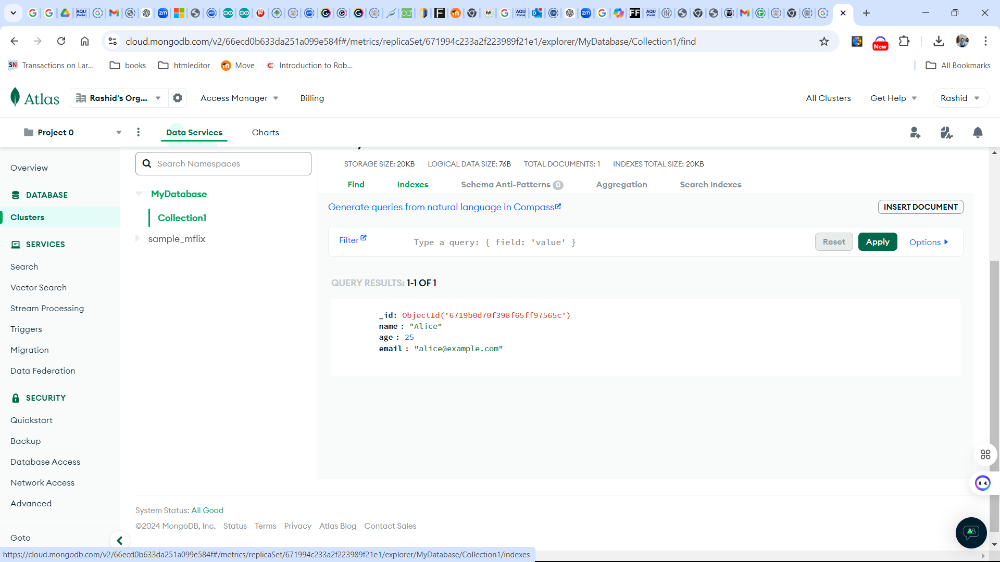 cloud.mongodb.com/v2/66ecd0b633da251a099e584f#/metrics/replicaSet/671994c233a2f223989f21e1/explorer/MyDatabase/Collection1/find
New
SN Transactions on Lar...
books
htmleditor
Move
Introduction to Rob...
All Bookmarks
Atlas
Rashid's Org...
Access Manager
Billing
All Clusters
Get Help
Rashid
Project 0
Data Services
Charts
Overview
DATABASE
Clusters
SERVICES
Search
Vector Search
Stream Processing
Triggers
Migration
Data Federation
SECURITY
Quickstart
Backup
Database Access
Network Access
Advanced
Goto
Search Namespaces
MyDatabase
Collection1
sample_mflix
STORAGE SIZE: 20KB LOGICAL DATA SIZE: 76B TOTAL DOCUMENTS: 1 INDEXES TOTAL SIZE: 20KB
Find Indexes Schema Anti-Patterns 0 Aggregation Search Indexes
Generate queries from natural language in Compass
INSERT DOCUMENT
Filter
Type a query: { field: 'value' }
Reset
Apply
Options
QUERY RESULTS: 1-1 OF 1
_id: ObjectId('6719b0d70f398f65ff97565c')
name : "Alice"
age : 25
email : "alice@example.com"
System Status: All Good
©2024 MongoDB, Inc. Status Terms Privacy Atlas Blog Contact Sales
https://cloud.mongodb.com/v2/66ecd0b633da251a099e584f#/metrics/replicaSet/671994c233a2f223989f21e1/explorer/MyDatabase/Collection1/indexes